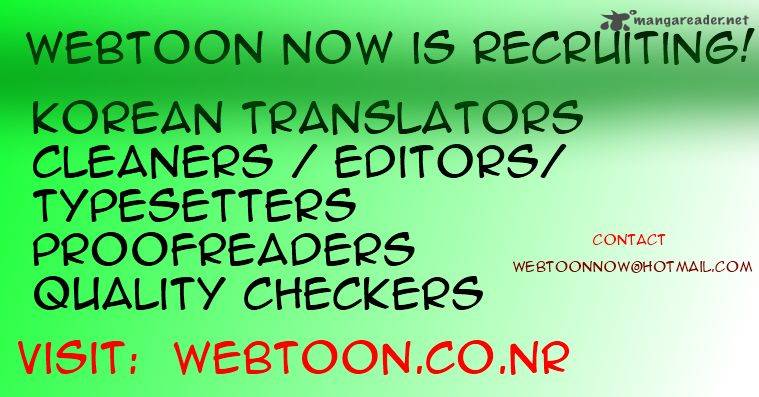 mangareader.net
WEBTOON NOW IS RECRUITING!
KOREAN TRANSLATORS
CLEANERS / EDITORS/
TYPESETTERS
PROOFREADERS
QUALITY CHECKERS
CONTACT
WEBTOONNOW@HOTMAIL.COM
VISIT: WEBTOON.CO.NR